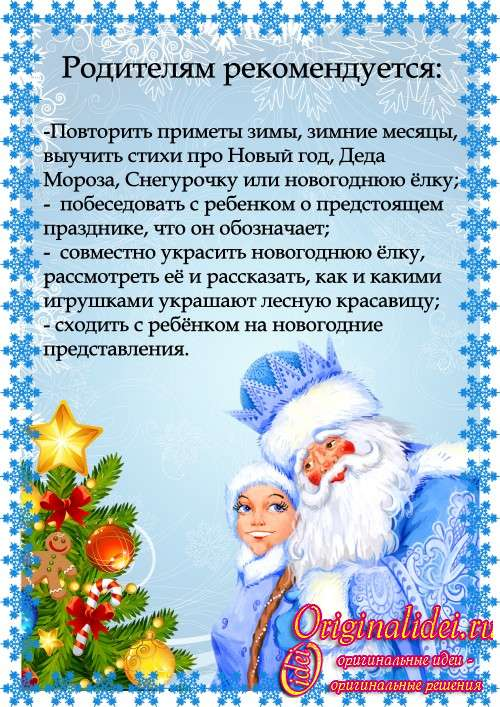 Родителям рекомендуется:
-Повторить приметы зимы, зимние месяцы,
выучить стихи про Новый год, Деда
Мороза, Снегурочку или новогоднюю ёлку;
- побеседовать с ребенком о предстоящем
празднике, что он обозначает;
- совместно украсить новогоднюю ёлку,
рассмотреть её и рассказать, как и какими
игрушками украшают лесную красавицу;
- сходить с ребёнком на новогодние
представления.
Originalidei.ru
оригинальные идеи -
оригинальные решения
Oidei